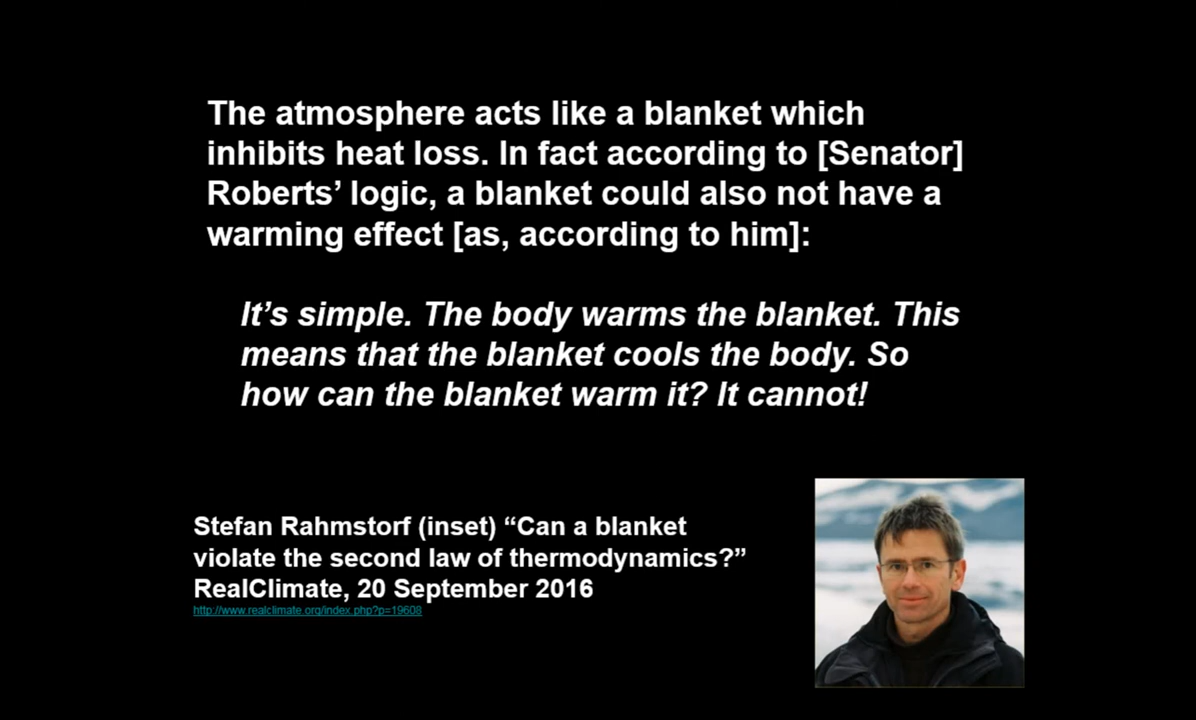 The atmosphere acts like a blanket which
inhibits heat loss. In fact according to [Senator]
Roberts’ logic, a blanket could also not have a
warming effect [as, according to him]:
It’s simple. The body warms the blanket. This
means that the blanket cools the body. So
how can the blanket warm it? It cannot!
Stefan Rahmstorf (inset) “Can a blanket
violate the second law of thermodynamics?”
RealClimate, 20 September 2016
http://www.realclimate.org/index.php?p=19608